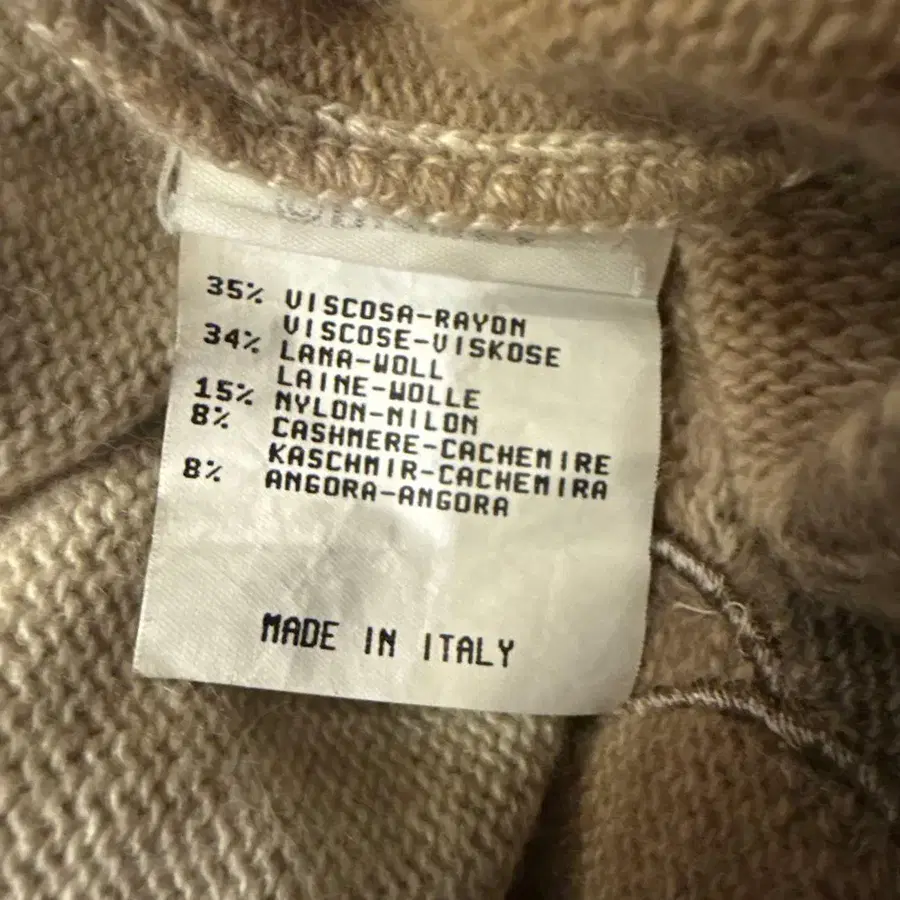 35% VISCOSA-RAYON
VISCOSE-VISKOSE
34% LANA-WOLL
LAINE-WOLLE
15% NYLON-NILON
8% CASHMERE-CACHEMIRE
KASCHMIR-CACHEMIRA
8% ANGORA-ANGORA
MADE IN ITALY